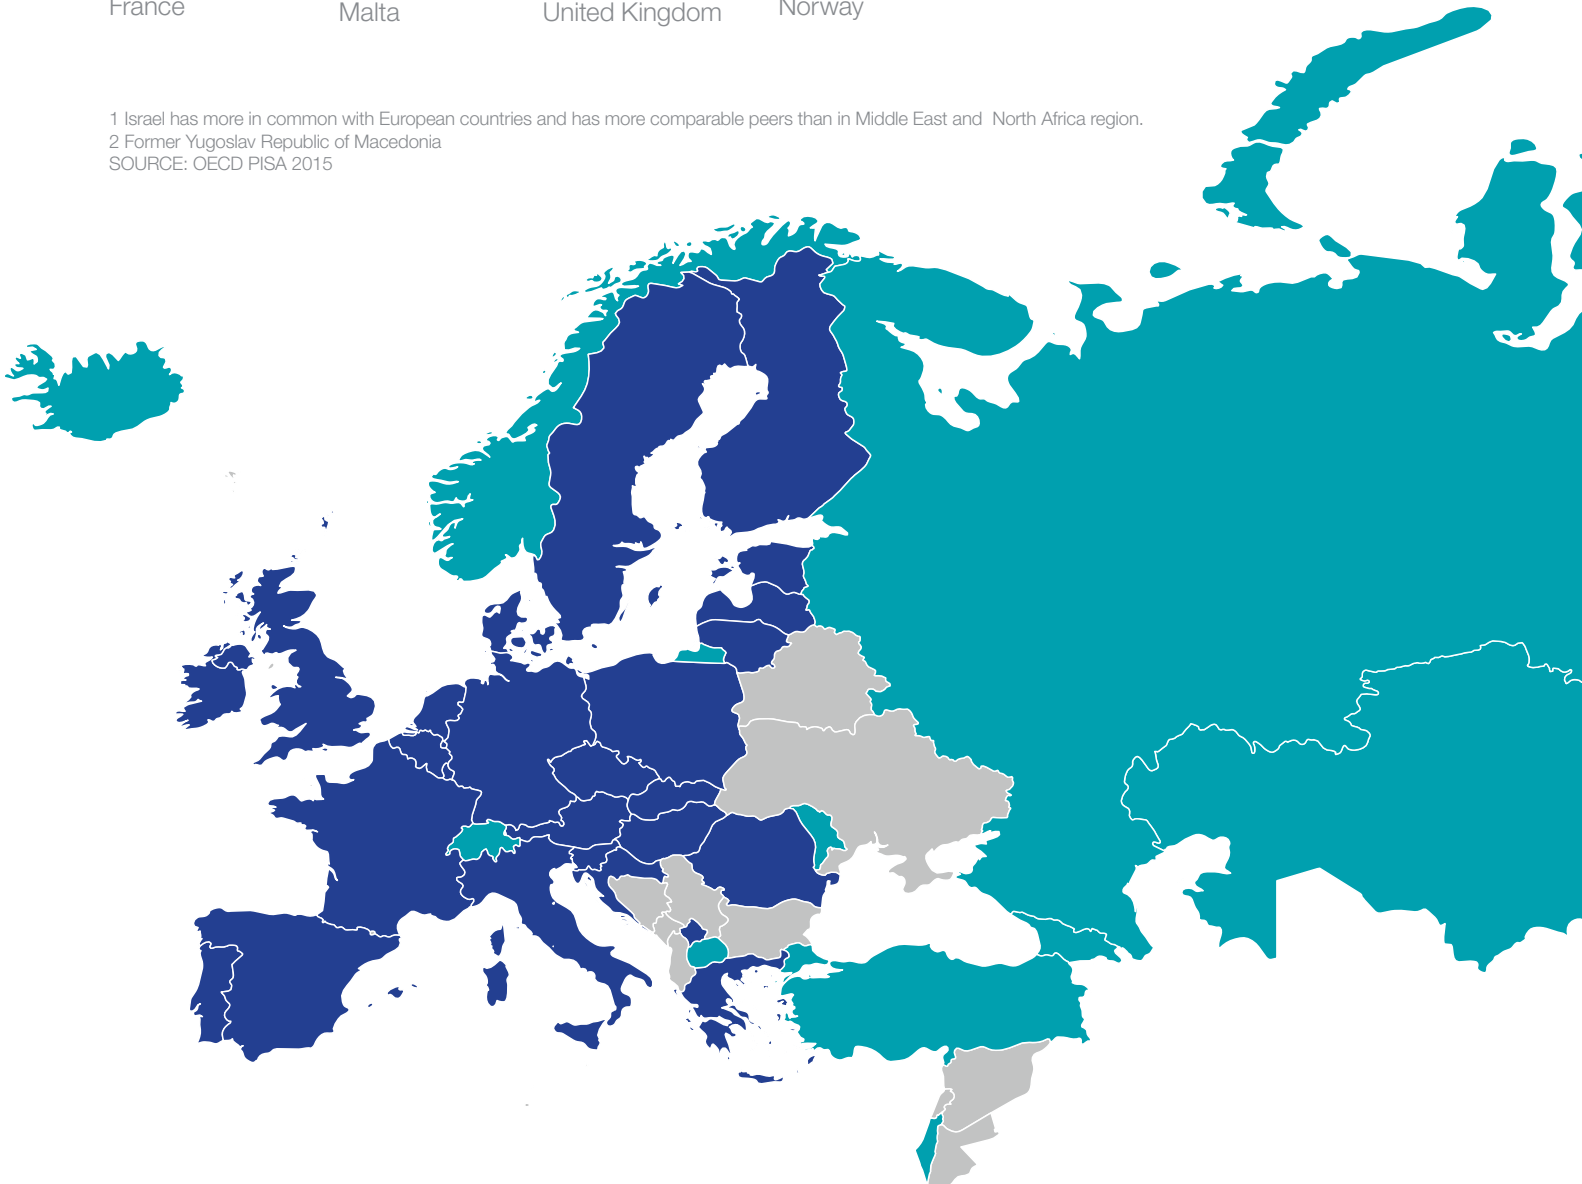 France
Malta
United Kingdom
Norway
1 Israel has more in common with European countries and has more comparable peers than in Middle East and North Africa region.
2 Former Yugoslav Republic of Macedonia
SOURCE: OECD PISA 2015